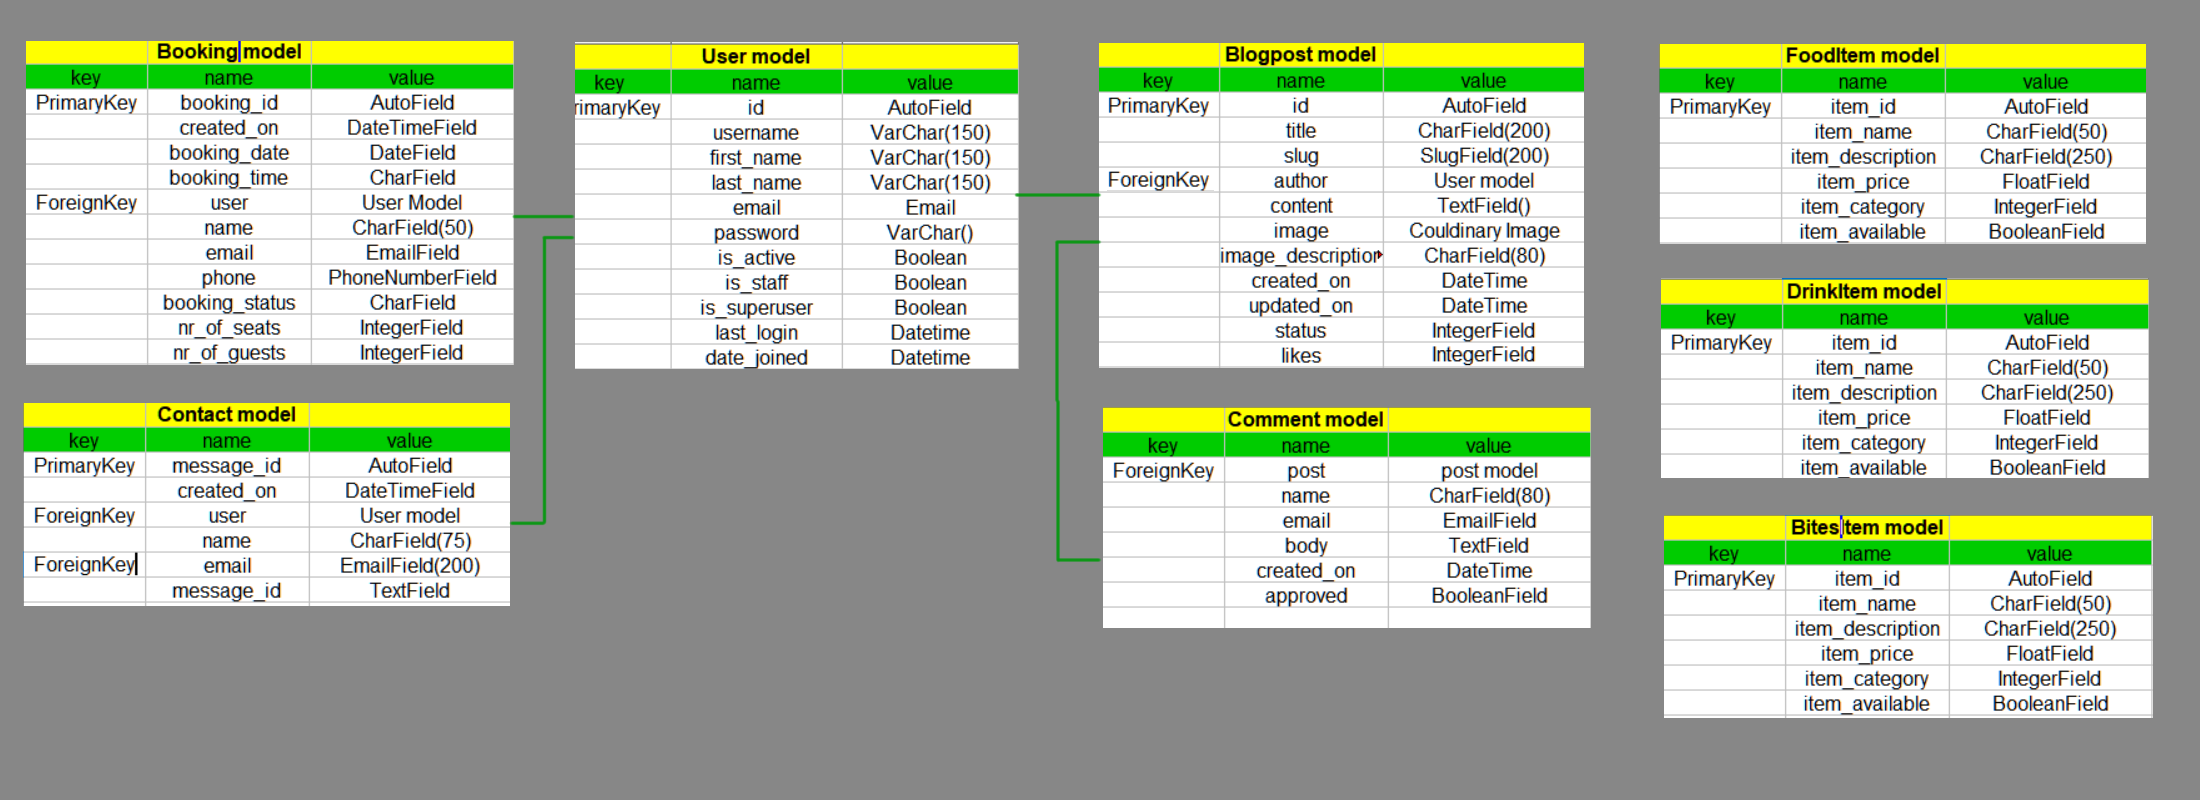 Booking model
key name value
PrimaryKey booking_id AutoField
created_on DateTimeField
booking_date DateField
booking_time CharField
ForeignKey user User Model
name CharField(50)
email EmailField
phone PhoneNumberField
booking_status CharField
nr_of_seats IntegerField
nr_of_guests IntegerField
Contact model
key name value
PrimaryKey message_id AutoField
created_on DateTimeField
ForeignKey user User model
name CharField(75)
ForeignKey email EmailField(200)
message_id TextField
User model
key name value
rimaryKey id AutoField
username VarChar(150)
first_name VarChar(150)
last_name VarChar(150)
email Email
password VarChar()
is_active Boolean
is_staff Boolean
is_superuser Boolean
last_login Datetime
date_joined Datetime
Blogpost model
key name value
PrimaryKey id AutoField
title CharField(200)
slug SlugField(200)
ForeignKey author User model
content TextField()
image Couldinary Image
image_description CharField(80)
created_on DateTime
updated_on DateTime
status IntegerField
likes IntegerField
Comment model
key name value
ForeignKey post post model
name CharField(80)
email EmailField
body TextField
created_on DateTime
approved BooleanField
FoodItem model
key name value
PrimaryKey item_id AutoField
item_name CharField(50)
item_description CharField(250)
item_price FloatField
item_category IntegerField
item_available BooleanField
DrinkItem model
key name value
PrimaryKey item_id AutoField
item_name CharField(50)
item_description CharField(250)
item_price FloatField
item_category IntegerField
item_available BooleanField
BitesItem model
key name value
PrimaryKey item_id AutoField
item_name CharField(50)
item_description CharField(250)
item_price FloatField
item_category IntegerField
item_available BooleanField